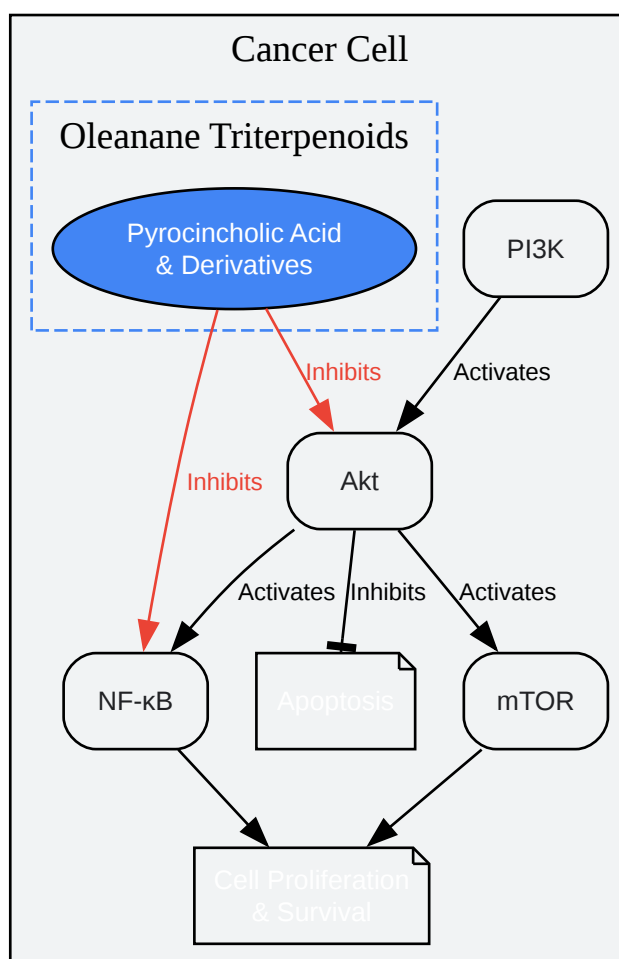 Cancer Cell
Oleanane Triterpenoids
Pyrocincholic Acid
& Derivatives
PI3K
Inhibits
Activates
Akt
Inhibits
Activates
Inhibits
Activates
NF-κB
Apoptosis
mTOR
Cell Proliferation
& Survival